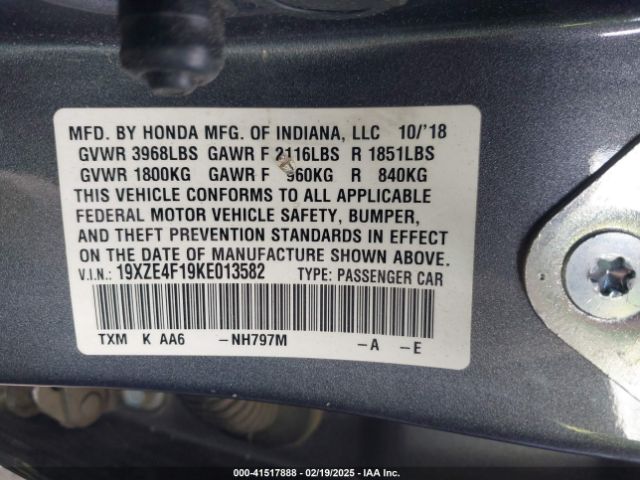 MFD. BY HONDA MFG. OF INDIANA, LLC 10/'18
GVWR 3968LBS GAWR F 2116LBS R 1851LBS
GVWR 1800KG GAWR F 960KG R 840KG
THIS VEHICLE CONFORMS TO ALL APPLICABLE
FEDERAL MOTOR VEHICLE SAFETY, BUMPER,
AND THEFT PREVENTION STANDARDS IN EFFECT
ON THE DATE OF MANUFACTURE SHOWN ABOVE.
V.I.N.: 19XZE4F19KE013582 TYPE: PASSENGER CAR
TXM K AA6 -NH797M -A -E
000-41517888 - 02/19/2025 - IAA Inc.